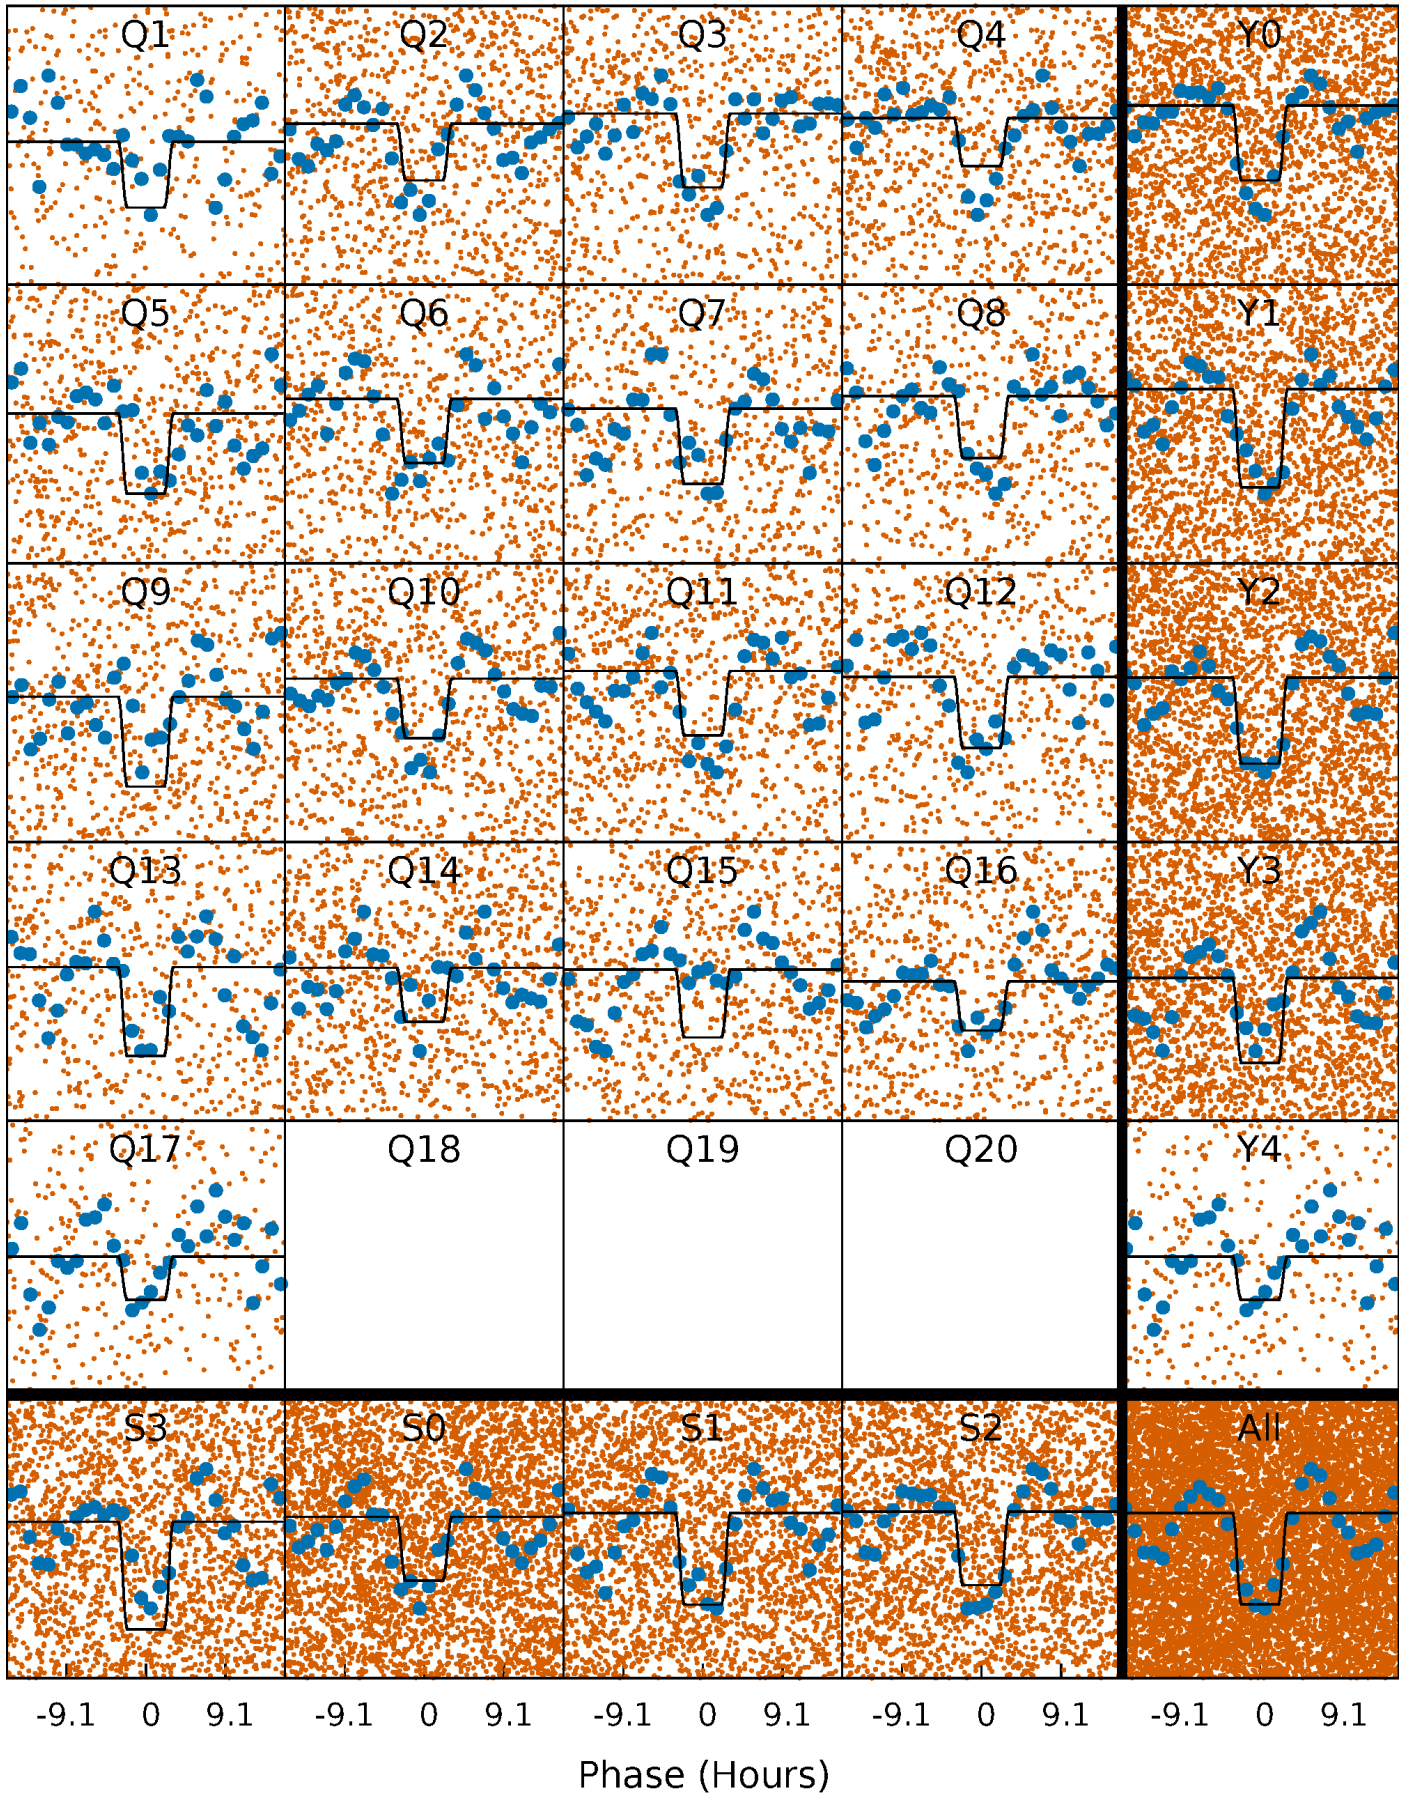 Q1 Q2 Q3 Q4 Y0
Q5 Q6 Q7 Q8 Y1
Q9 Q10 Q11 Q12 Y2
Q13 Q14 Q15 Q16 Y3
Q17 Q18 Q19 Q20 Y4
S3 S0 S1 S2 All
-9.1 0 9.1 -9.1 0 9.1 -9.1 0 9.1 -9.1 0 9.1 -9.1 0 9.1
Phase (Hours)